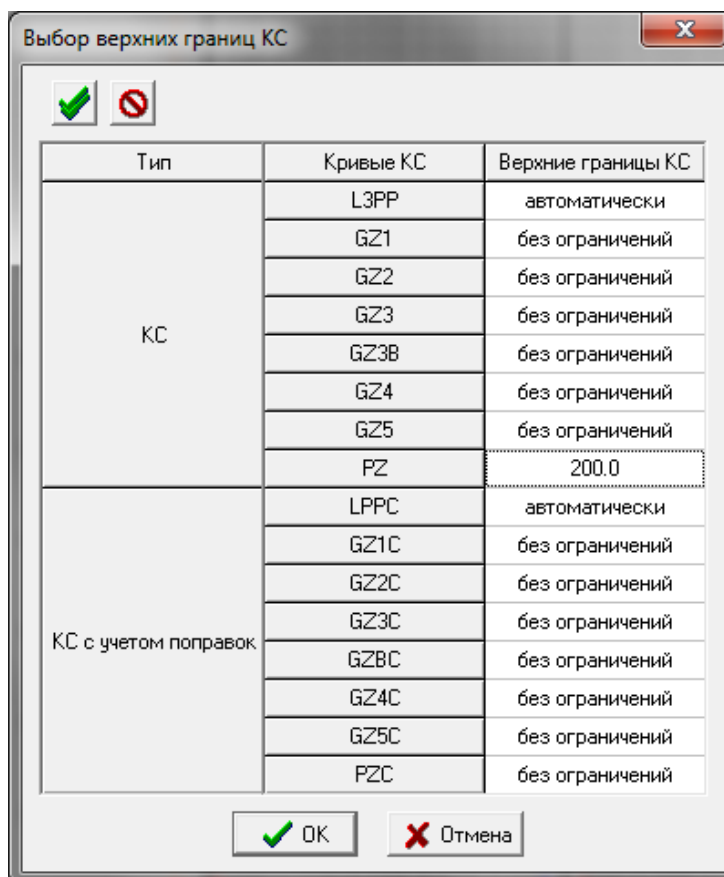 Выбор верхних границ КС
Тип Кривые КС Верхние границы КС
КС
L3PP автоматически
GZ1 без ограничений
GZ2 без ограничений
GZ3 без ограничений
GZ3B без ограничений
GZ4 без ограничений
GZ5 без ограничений
PZ 200.0
КС с учетом поправок
LPPC автоматически
GZ1C без ограничений
GZ2C без ограничений
GZ3C без ограничений
GZBC без ограничений
GZ4C без ограничений
GZ5C без ограничений
PZC без ограничений
OK Отмена